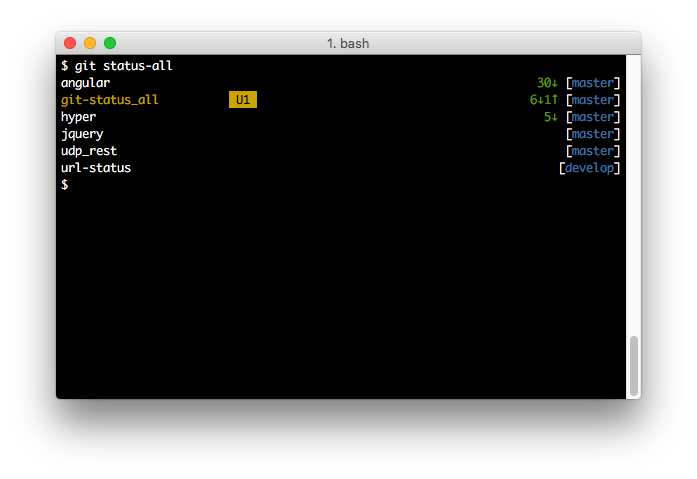 1. bash
$ git status-all
angular 30↓ [master]
git-status_all U1 6↓1↑ [master]
hyper 5↓ [master]
jquery [master]
udp_rest [master]
url-status [develop]
$